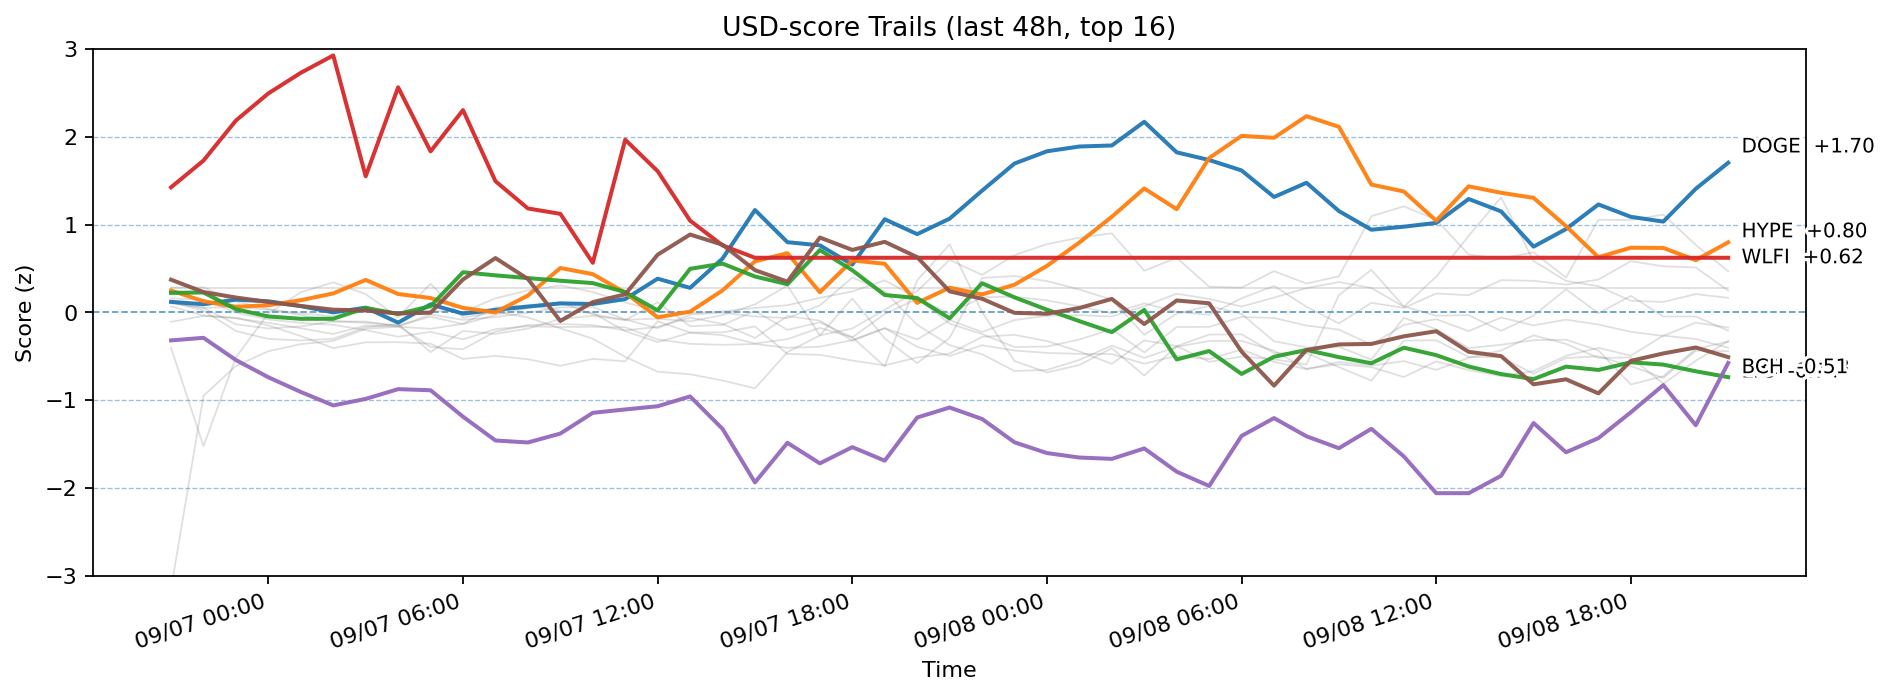 USD-score Trails (last 48h, top 16)
3
2
1
0
−1
−2
−3
Score (z)
DOGE +1.70
HYPE +0.80
WLFI +0.62
BCH -0.51
09/07 00:00
09/07 06:00
09/07 12:00
09/07 18:00
09/08 00:00
09/08 06:00
09/08 12:00
09/08 18:00
Time